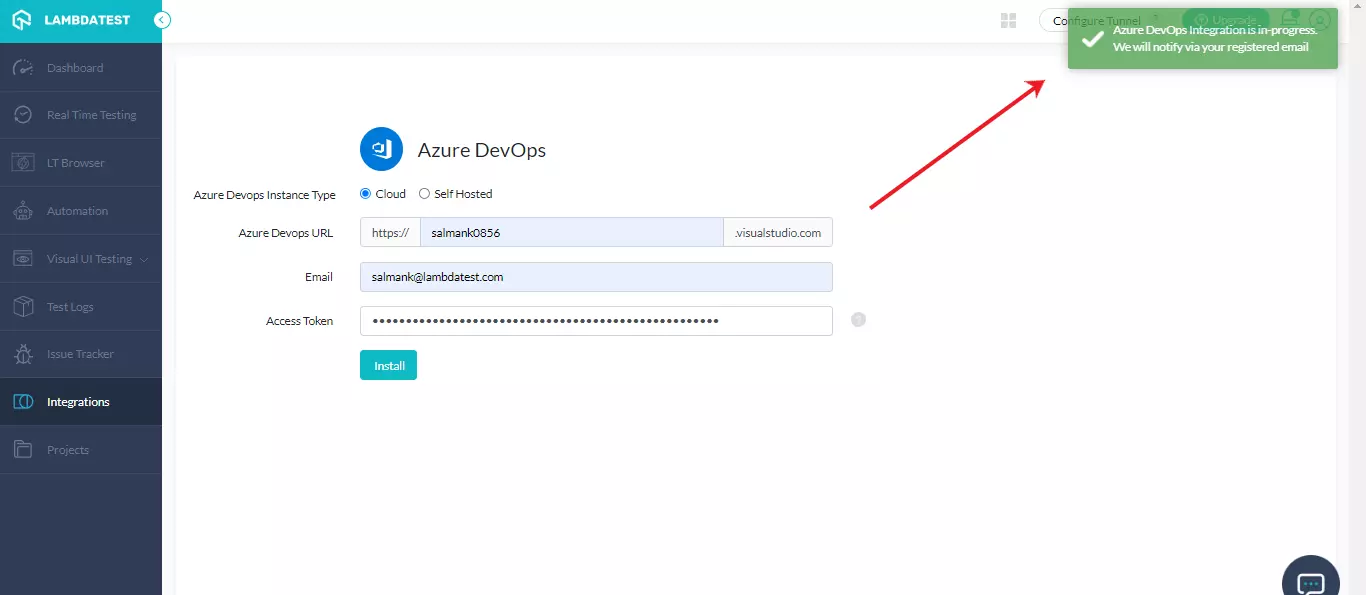 LAMBDATEST
Configure Tunnel
Upgrade
Azure DevOps Integration is in-progress.
We will notify via your registered email
Dashboard
Real Time Testing
LT Browser
Automation
Visual UI Testing
Test Logs
Issue Tracker
Integrations
Projects
Azure DevOps
Azure Devops Instance Type
Cloud
Self Hosted
Azure Devops URL
https://
salmank0856
.visualstudio.com
Email
salmank@lambdatest.com
Access Token
••••••••••••••••••••••••••••••••••••••••••••••••••••
?
Install